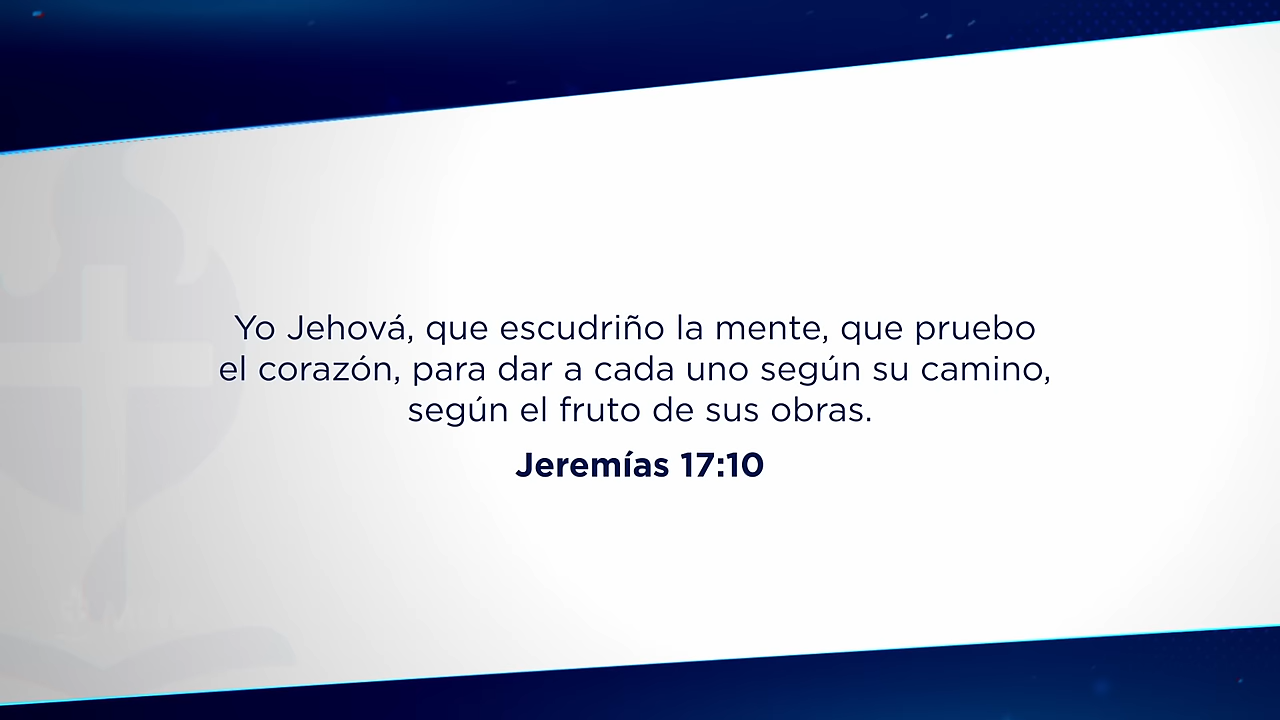 Yo Jehová, que escudriño la mente, que pruebo
el corazón, para dar a cada uno según su camino,
según el fruto de sus obras.
Jeremías 17:10